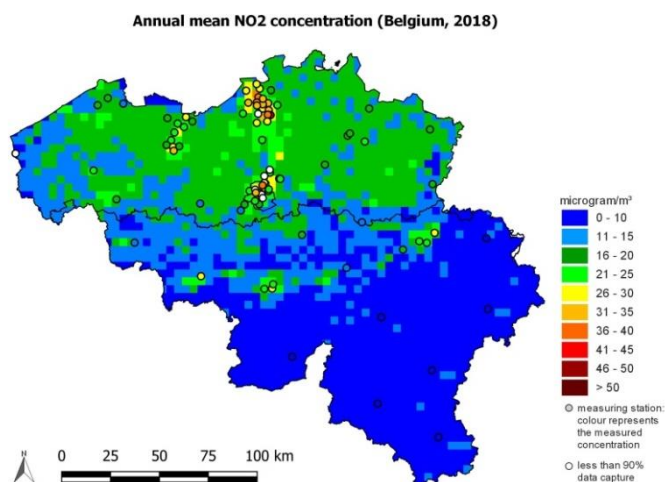 Annual mean NO2 concentration (Belgium, 2018)
microgram/m³
0 - 10
11 - 15
16 - 20
21 - 25
26 - 30
31 - 35
36 - 40
41 - 45
46 - 50
> 50
measuring station:
colour represents
the measured
concentration
less than 90%
data capture
N
0 25 50 75 100 km